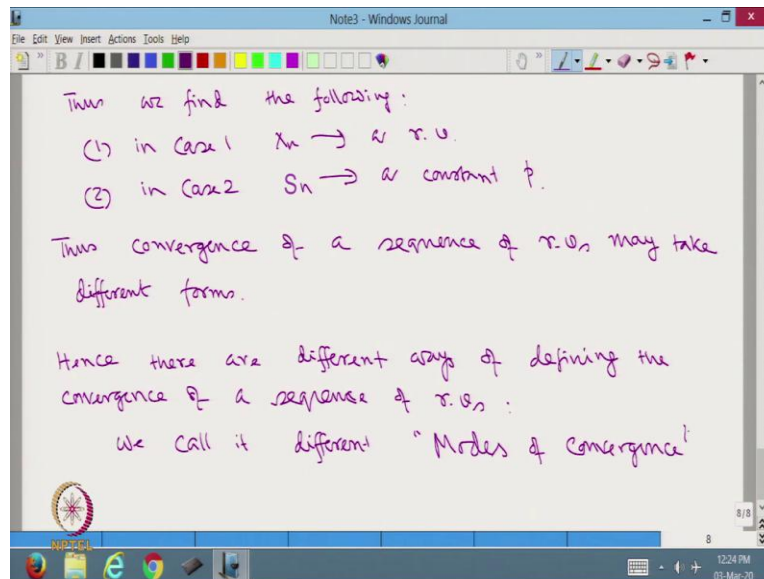 Note3 - Windows Journal
File Edit View Insert Actions Tools Help
Thus we find the following:
(1) in Case 1 Xn → a r.v.
(2) in Case 2 Sn → a constant p.
Thus convergence of a sequence of r.vs may take
different forms.
Hence there are different ways of defining the
convergence of a sequence of r.vs.
We call it different "Modes of convergence"
8/8
NPTEL
8
12:24 PM
03-Mar-20